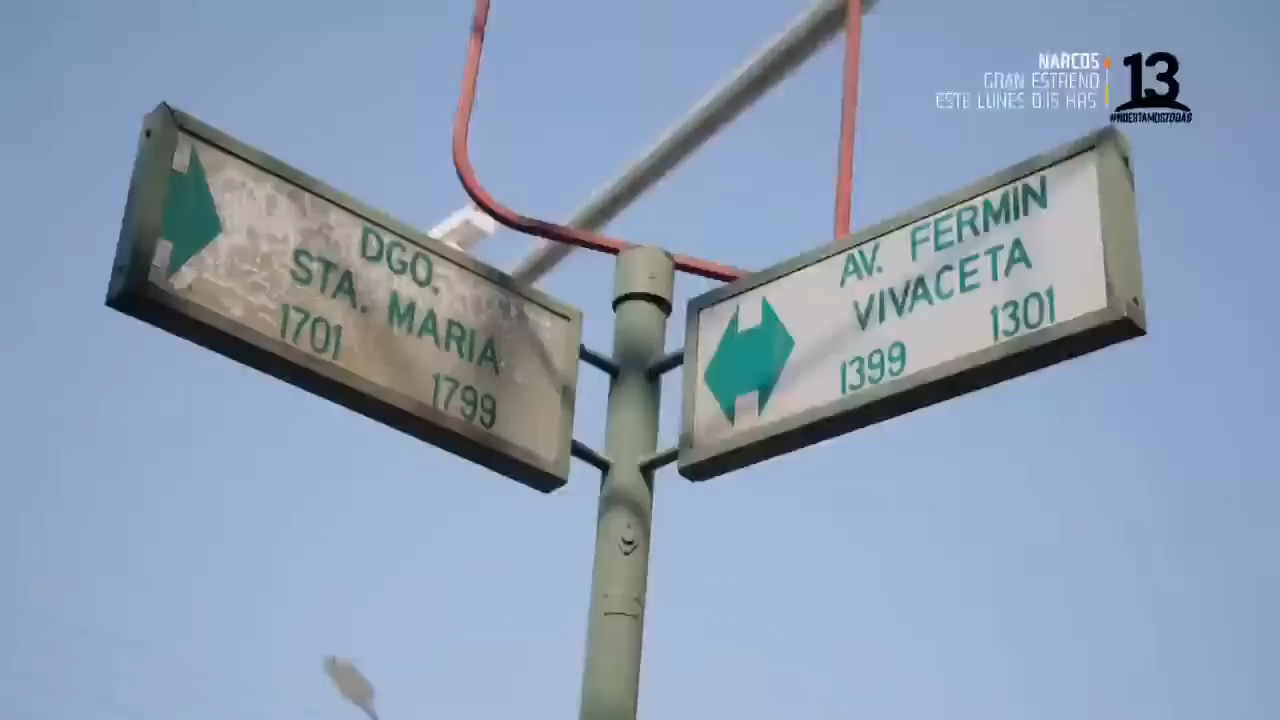 NARCOS
GRAN ESTRENO
ESTE LUNES 0:15 HRS
13
#NOESTAMOSTODAS
DGO.
STA. MARIA
1701
1799
AV. FERMIN
VIVACETA
1399
1301